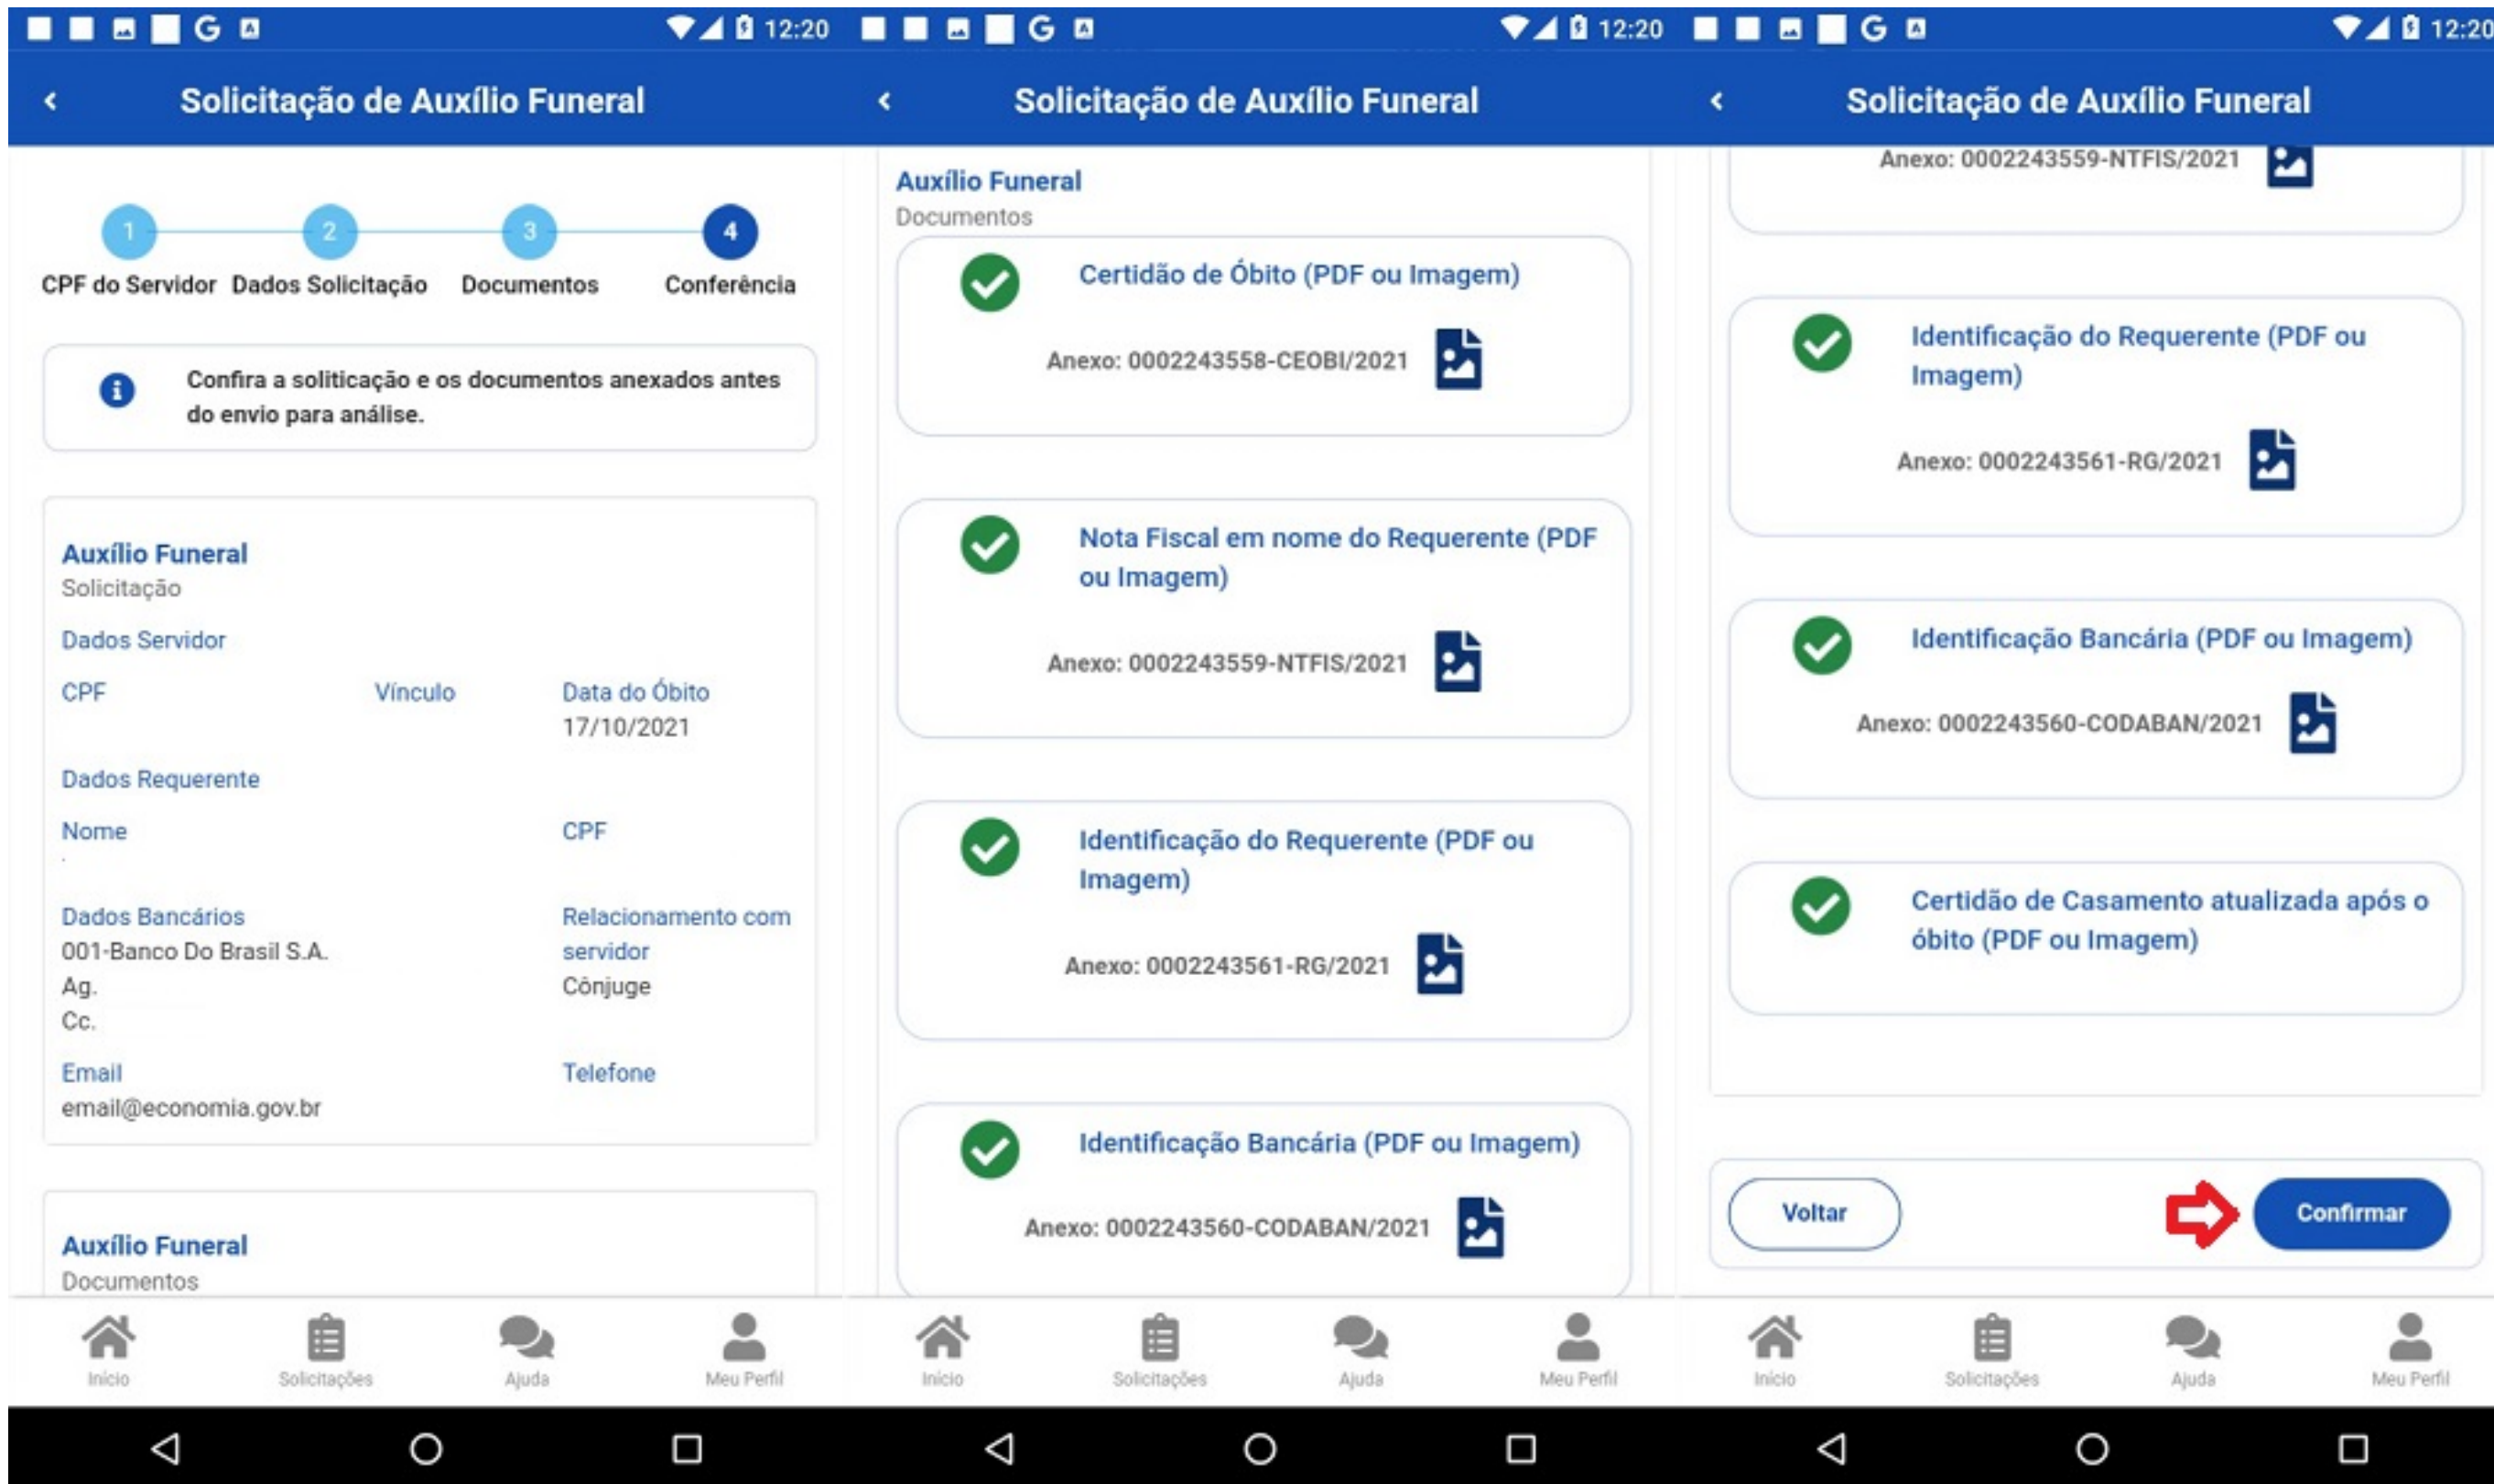 12:20
Solicitação de Auxílio Funeral
1
2
3
4
CPF do Servidor
Dados Solicitação
Documentos
Conferência
Confira a soliticação e os documentos anexados antes
do envio para análise.
Auxílio Funeral
Solicitação
Dados Servidor
CPF
Vínculo
Data do Óbito
17/10/2021
Dados Requerente
Nome
CPF
Dados Bancários
001-Banco Do Brasil S.A.
Ag.
Cc.
Relacionamento com
servidor
Cônjuge
Email
email@economia.gov.br
Telefone
Auxílio Funeral
Documentos
Início
Solicitações
Ajuda
Meu Perfil
G
12:20
Solicitação de Auxílio Funeral
Auxílio Funeral
Documentos
Certidão de Óbito (PDF ou Imagem)
Anexo: 0002243558-CEOBI/2021
Nota Fiscal em nome do Requerente (PDF
ou Imagem)
Anexo: 0002243559-NTFIS/2021
Identificação do Requerente (PDF ou
Imagem)
Anexo: 0002243561-RG/2021
Identificação Bancária (PDF ou Imagem)
Anexo: 0002243560-CODABAN/2021
Início
Solicitações
Ajuda
Meu Perfil
G
12:20
Solicitação de Auxílio Funeral
Anexo: 0002243559-NTFIS/2021
Identificação do Requerente (PDF ou
Imagem)
Anexo: 0002243561-RG/2021
Identificação Bancária (PDF ou Imagem)
Anexo: 0002243560-CODABAN/2021
Certidão de Casamento atualizada após o
óbito (PDF ou Imagem)
Voltar
Confirmar
Início
Solicitações
Ajuda
Meu Perfil